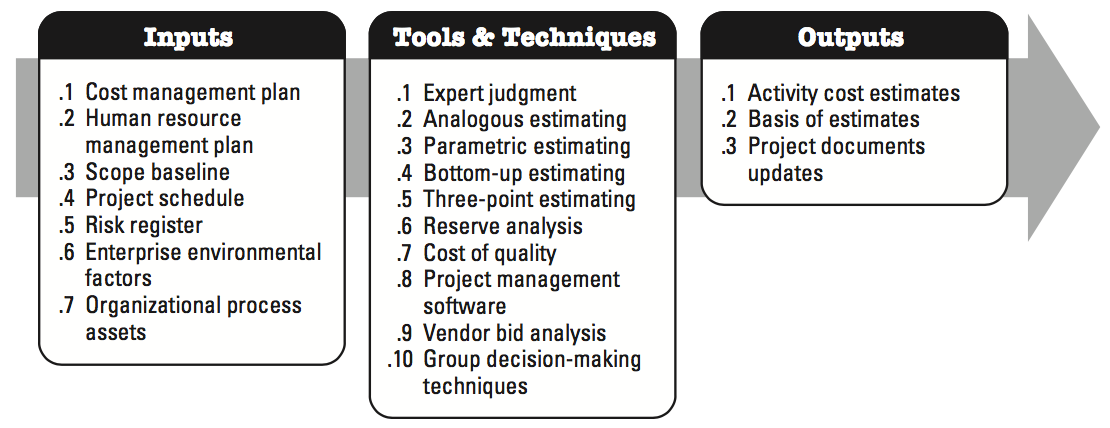 Inputs
.1 Cost management plan
.2 Human resource
management plan
.3 Scope baseline
.4 Project schedule
.5 Risk register
.6 Enterprise environmental
factors
.7 Organizational process
assets
Tools & Techniques
.1 Expert judgment
.2 Analogous estimating
.3 Parametric estimating
.4 Bottom-up estimating
.5 Three-point estimating
.6 Reserve analysis
.7 Cost of quality
.8 Project management
software
.9 Vendor bid analysis
.10 Group decision-making
techniques
Outputs
.1 Activity cost estimates
.2 Basis of estimates
.3 Project documents
updates